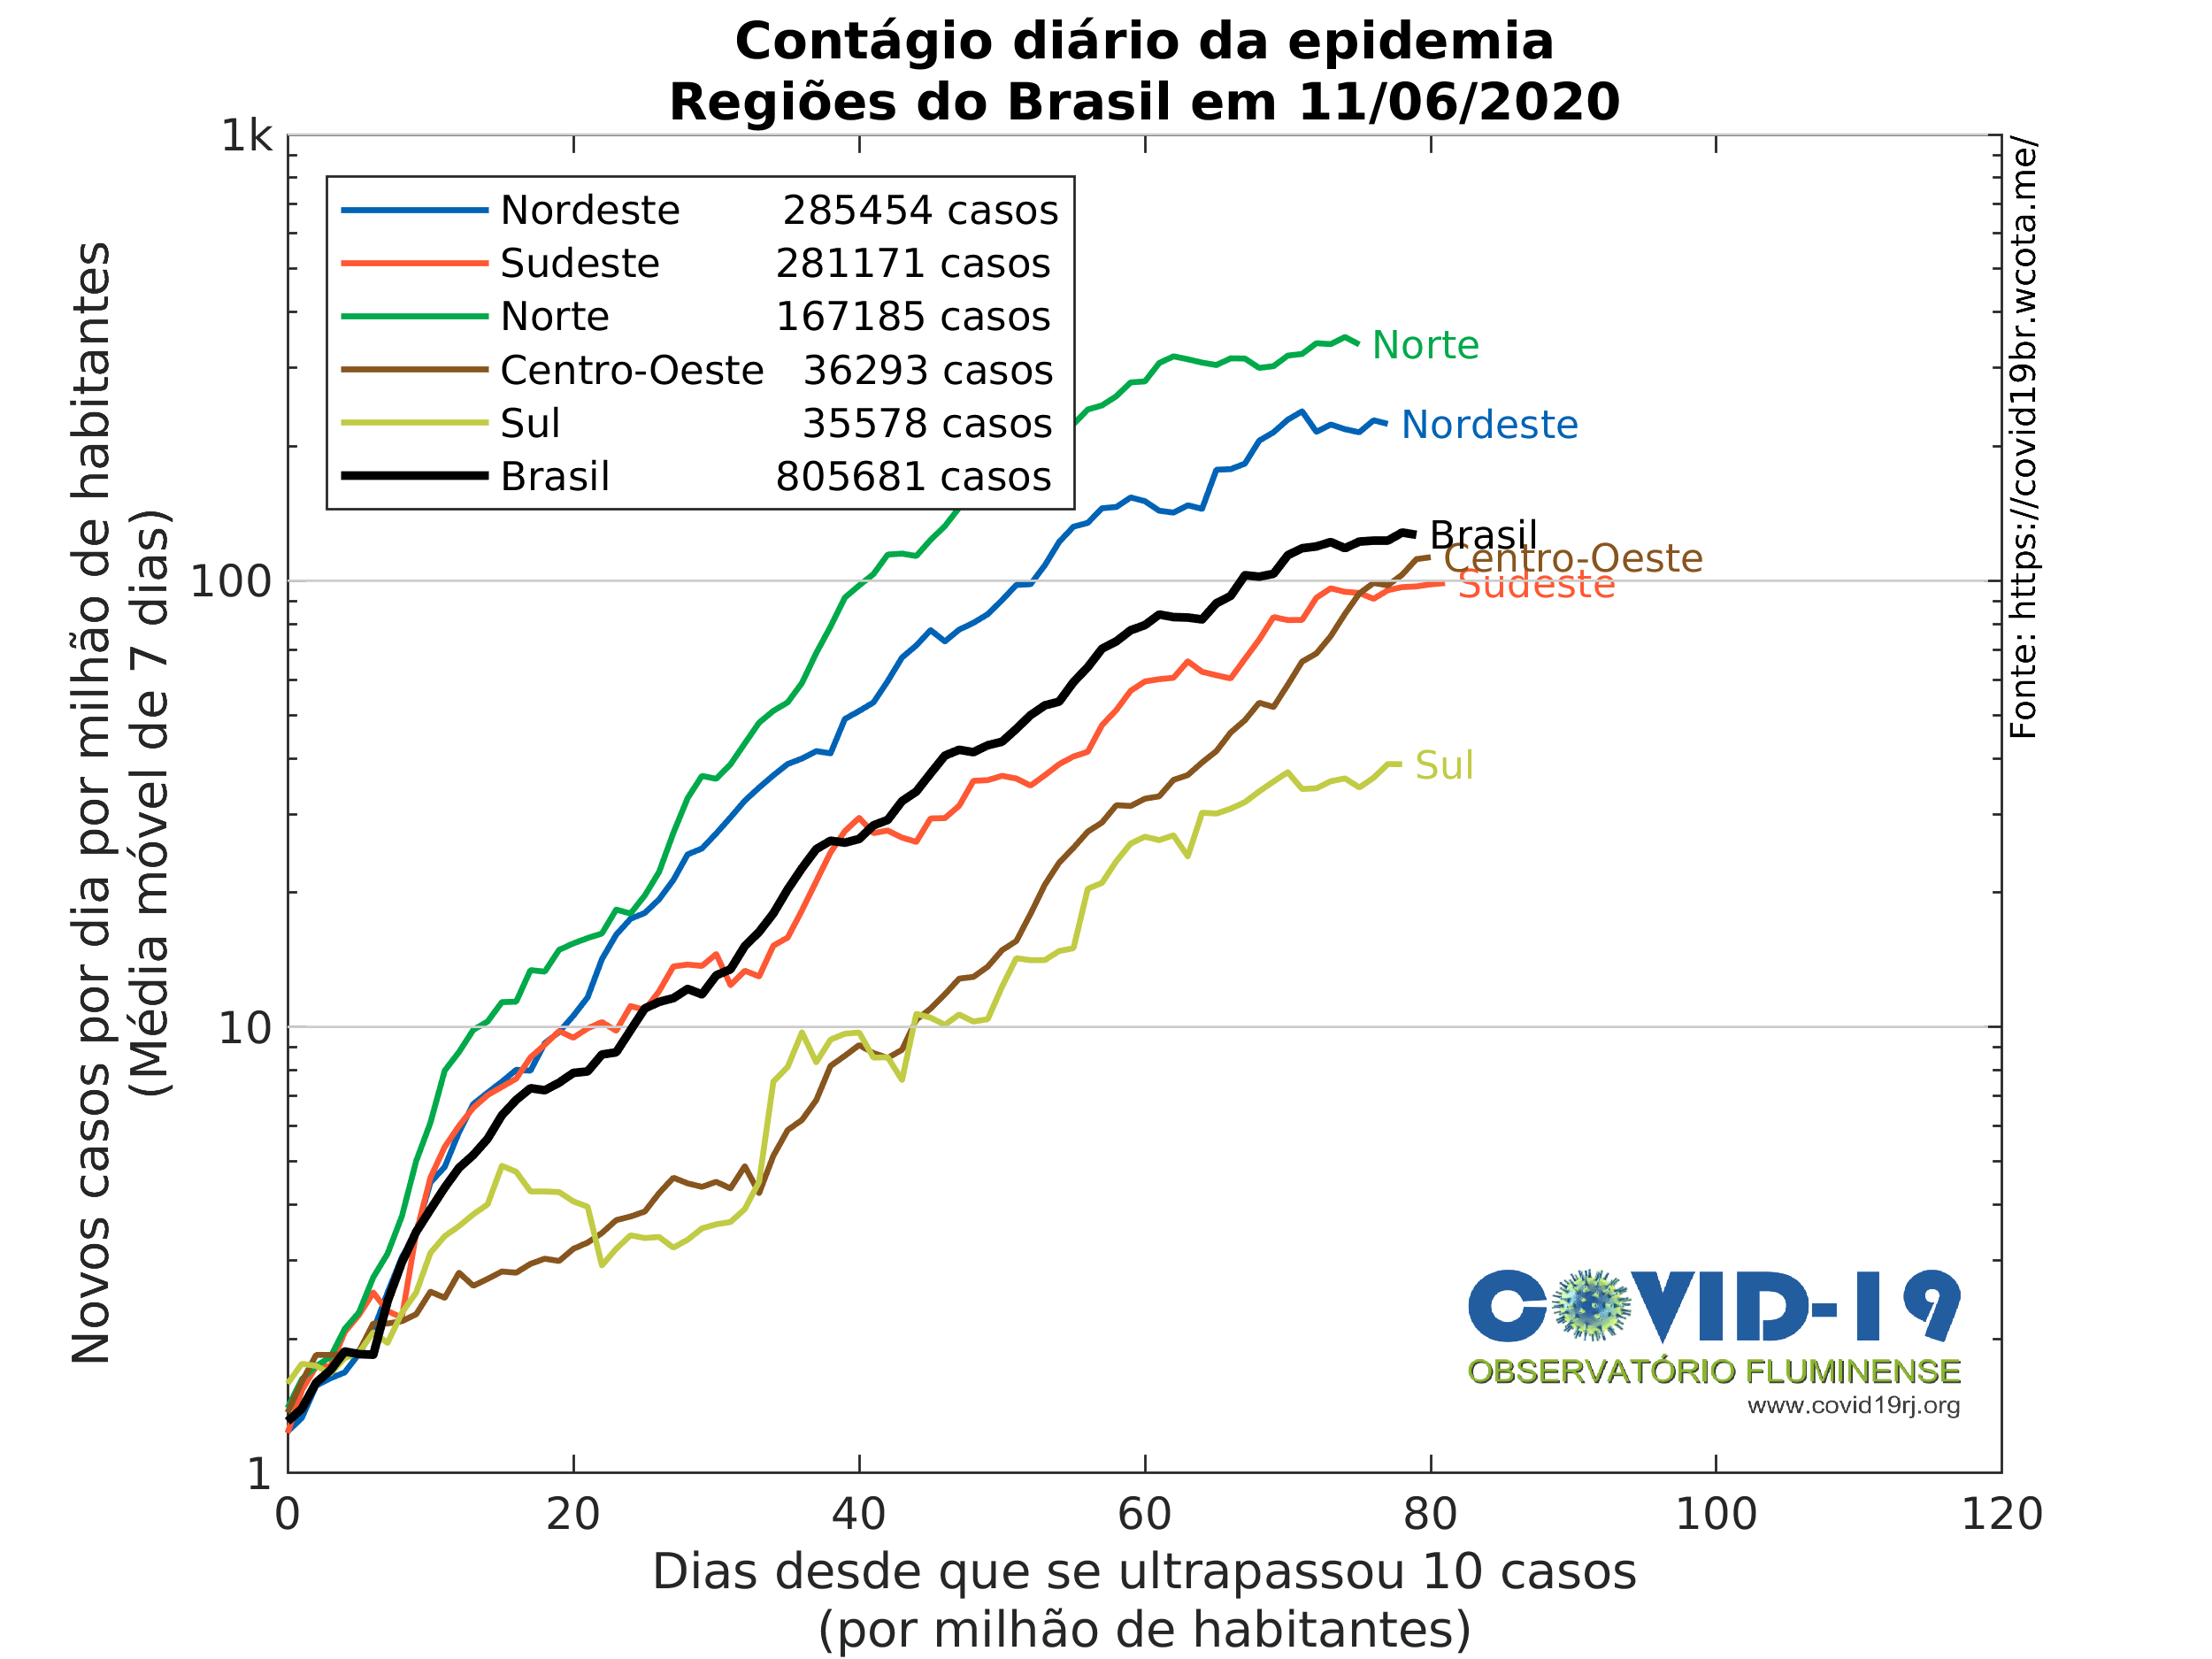 Contágio diário da epidemia
Regiões do Brasil em 11/06/2020
Novos casos por dia por milhão de habitantes
(Média móvel de 7 dias)
1k
100
10
1
Nordeste 285454 casos
Sudeste 281171 casos
Norte 167185 casos
Centro-Oeste 36293 casos
Sul 35578 casos
Brasil 805681 casos
Norte
Nordeste
Brasil
Centro-Oeste
Sudeste
Sul
Fonte: https://covid19br.wcota.me/
COVID-19
OBSERVATÓRIO FLUMINENSE
www.covid19rj.org
0 20 40 60 80 100 120
Dias desde que se ultrapassou 10 casos
(por milhão de habitantes)